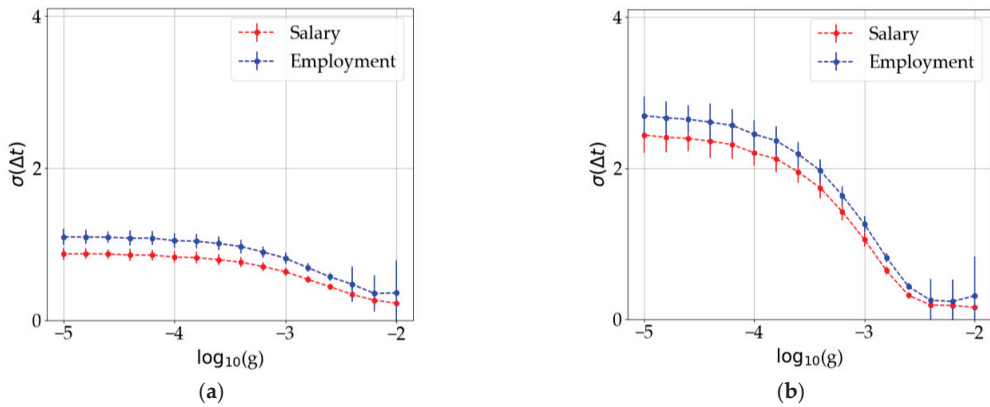 4
2
0
σ(Δt)
Salary
Employment
−5
−4
−3
−2
log10(g)
(a)
4
2
0
σ(Δt)
Salary
Employment
−5
−4
−3
−2
log10(g)
(b)